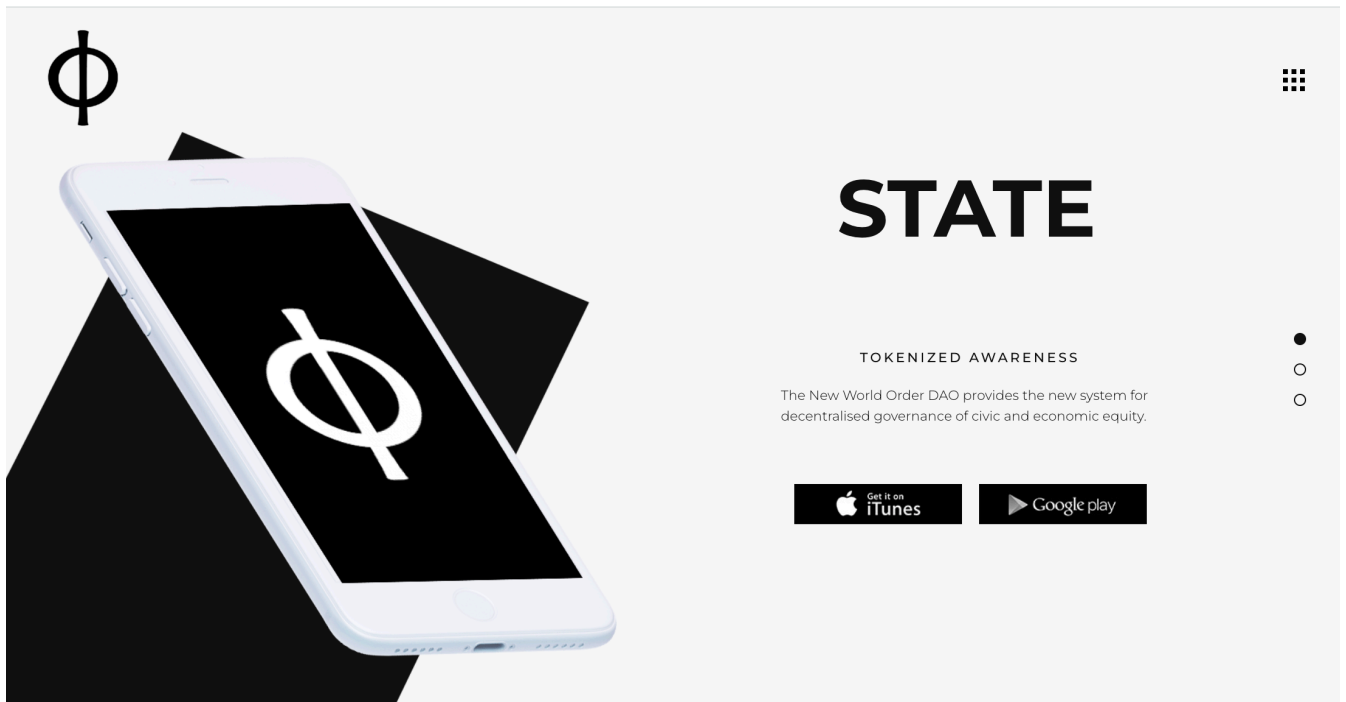 Φ
STATE
Φ
TOKENIZED AWARENESS
The New World Order DAO provides the new system for
decentralised governance of civic and economic equity.
Get it on
iTunes
Google play